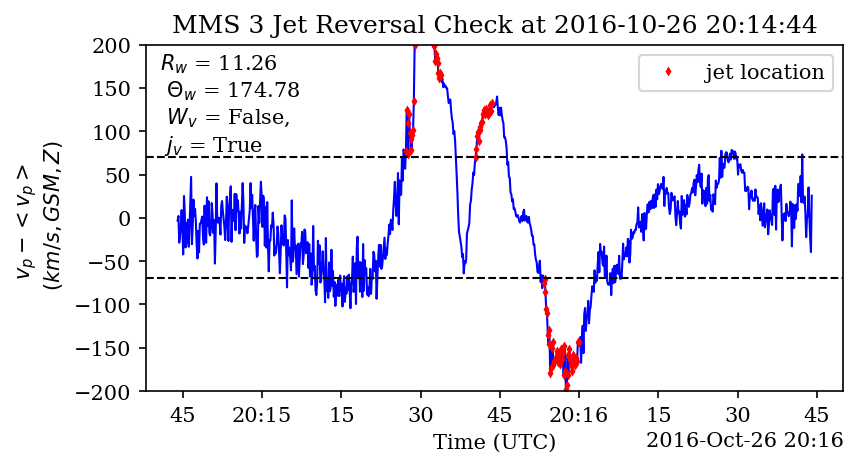 MMS 3 Jet Reversal Check at 2016-10-26 20:14:44
R_w = 11.26
Θ_w = 174.78
W_v = False,
j_v = True
jet location
v_p − < v_p >
(km/s, GSM, Z)
200
150
100
50
0
−50
−100
−150
−200
45 20:15 15 30 45 20:16 15 30 45
Time (UTC)
2016-Oct-26 20:16